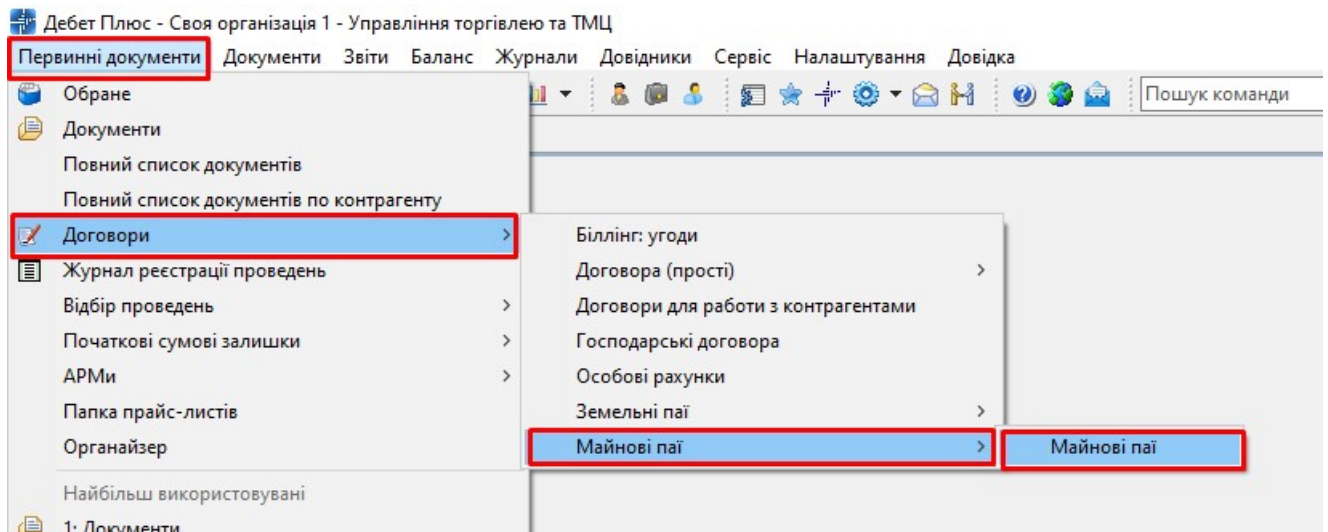 Дебет Плюс - Своя організація 1 - Управління торгівлею та ТМЦ
Первинні документи Документи Звіти Баланс Журнали Довідники Сервіс Налаштування Довідка
Обране
Пошук команди
Документи
Повний список документів
Повний список документів по контрагенту
Договори
Журнал реєстрації проведень
Відбір проведень
Початкові сумові залишки
АРМи
Папка прайс-листів
Органайзер
Найбільш використовувані
1: Документи
Біллінг: угоди
Договора (прості)
Договори для работи з контрагентами
Господарські договора
Особові рахунки
Земельні паї
Майнові паї
Майнові паї